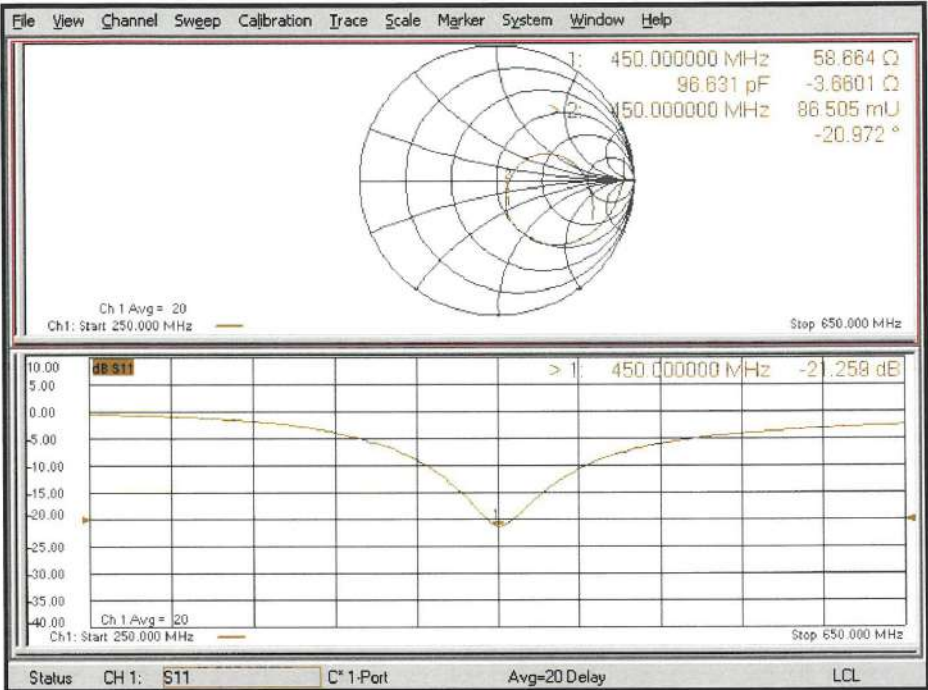 File View Channel Sweep Calibration Trace Scale Marker System Window Help
1: 450.000000 MHz 58.664 Ω
96.631 pF -3.6601 Ω
> 2: 450.000000 MHz 86.505 mU
-20.972 °
2
Ch 1 Avg = 20
Ch1: Start 250.000 MHz
Stop 650.000 MHz
dB S11
> 1: 450.000000 MHz -21.259 dB
10.00
5.00
0.00
-5.00
-10.00
-15.00
-20.00
-25.00
-30.00
-35.00
-40.00
1
Ch 1 Avg = 20
Ch1: Start 250.000 MHz
Stop 650.000 MHz
Status CH 1: S11 C* 1-Port Avg=20 Delay LCL